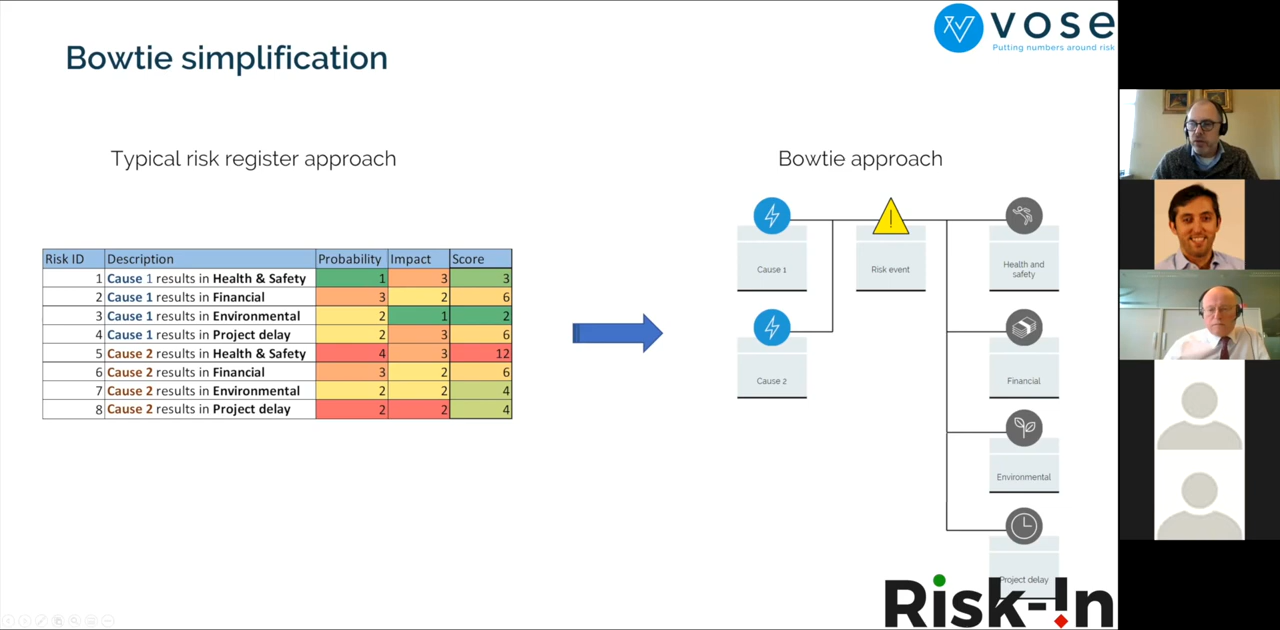 vose
Putting numbers around risk
Bowtie simplification
Typical risk register approach
Bowtie approach
Risk ID Description Probability Impact Score
1 Cause 1 results in Health & Safety 1 3 3
2 Cause 1 results in Financial 3 2 6
3 Cause 1 results in Environmental 2 1 2
4 Cause 1 results in Project delay 2 3 6
5 Cause 2 results in Health & Safety 4 3 12
6 Cause 2 results in Financial 3 2 6
7 Cause 2 results in Environmental 2 2 4
8 Cause 2 results in Project delay 2 2 4
Cause 1
Risk event
Health and
safety
Cause 2
Financial
Environmental
Project delay
Risk-!n